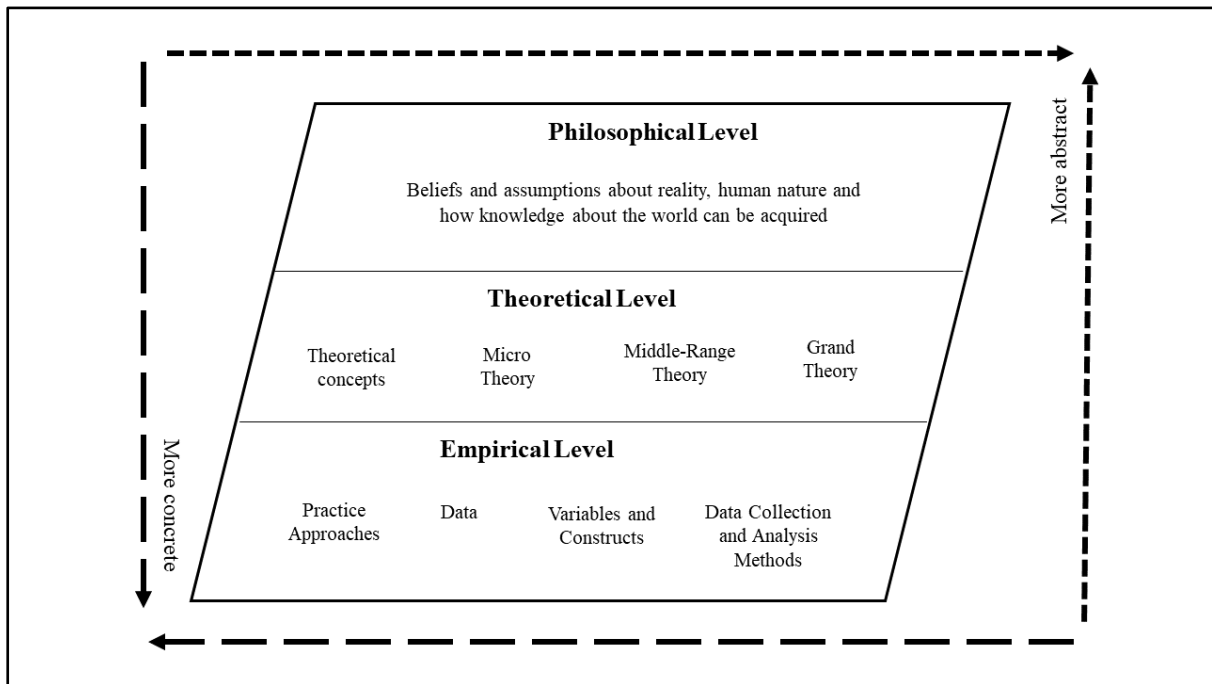 Philosophical Level
Beliefs and assumptions about reality, human nature and
how knowledge about the world can be acquired
More abstract
Theoretical Level
Theoretical
concepts
Micro
Theory
Middle-Range
Theory
Grand
Theory
More concrete
Empirical Level
Practice
Approaches
Data
Variables and
Constructs
Data Collection
and Analysis
Methods